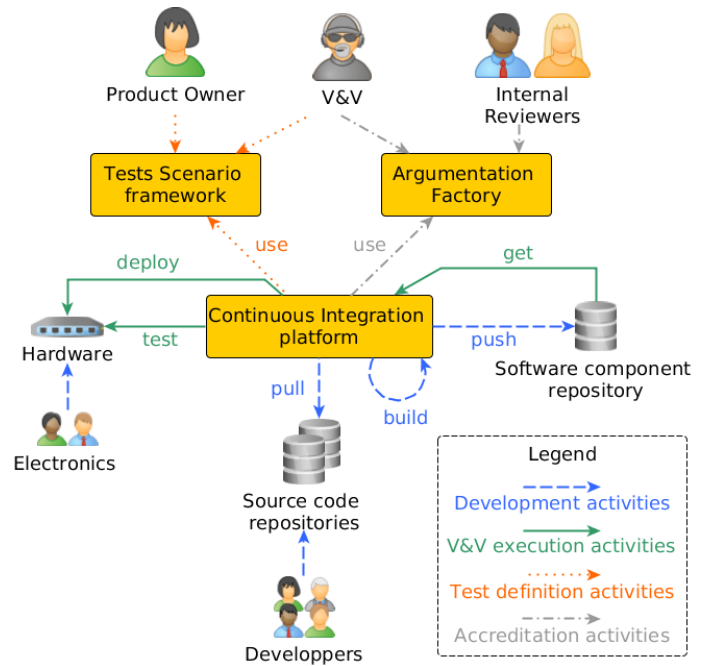 Product Owner
V&V
Internal
Reviewers
Tests Scenario
framework
Argumentation
Factory
use
use
deploy
get
Continuous Integration
platform
test
push
Hardware
Software component
repository
pull
build
Electronics
Source code
repositories
Developpers
Legend
Development activities
V&V execution activities
Test definition activities
Accreditation activities